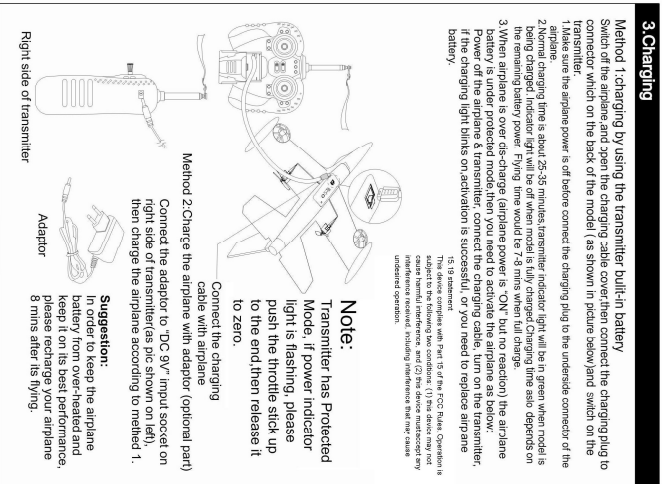 3.Charging
Method 1:charging by using the transmitter bulit-in battery
Switch off the airplane,and open the charging cable cover,then connect the charging plug to
connector which on the back of the model ( as shown in picture below)and switch on the
transmitter.
1.Make sure the airplane power is off before connect the charging plug to the underside connector of the
airplane.
2.Normal charging time is about 25-35 minutes,transmitter indicator light will be in green when model is
being charged. Indicator light will be off when model is fully charged.Charging time aslo depends on
the remaining battery power. Flying time would be 7-8 mins when full charge.
3.When airplane is over dis-charge (airplane power is "ON" but no reaction) the airplane
battery is under protected mode,then you need to activate the airplane as below:
Power off the airplane & transmitter, connect the charging cable, turn on the transmitter,
if the charging light blinks on,activation is successful, or you need to replace airpane
battery.
15.19 statement
This device complies with Part 15 of the FCC Rules. Operation is
subject to the following two conditions: (1) this device may not
cause harmful interference, and (2) this device must accept any
interference received, including interference that may cause
undesired operation.
Note:
Transmitter has Protected
Mode, if power indicator
light is flashing, please
push the throttle stick up
to the end,then release it
to zero.
Connect the charging
cable with airplane
Method 2:Charge the airplane with adaptor (optional part)
Connect the adaptor to "DC 9V" imput socket on
right side of transmitter(as pic shown on left),
then charge the airplane according to methed 1.
Right side of transmitter
Adaptor
Suggestion:
In order to keep the airplane
battery from over-heated and
keep it on its best performance,
please recharge your airplane
8 mins after its flying.